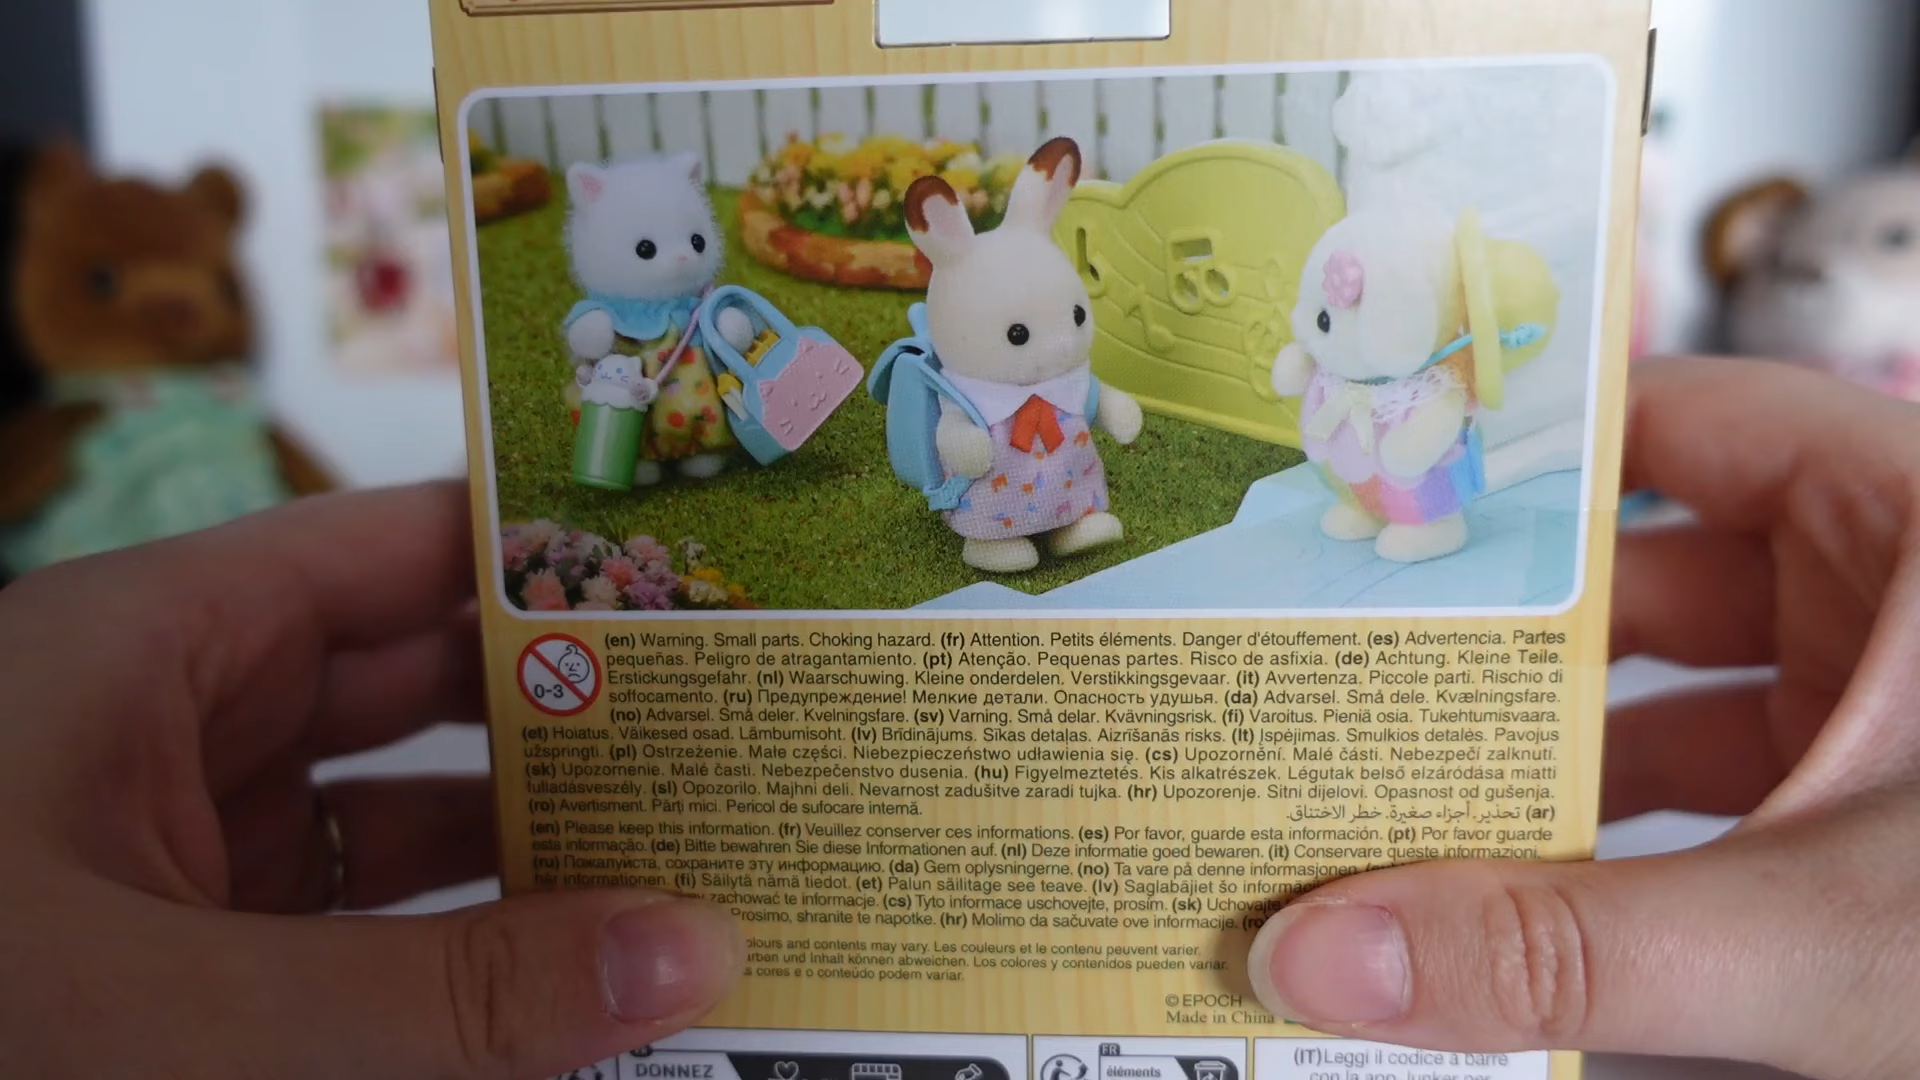 (en) Warning. Small parts. Choking hazard. (fr) Attention. Petits éléments. Danger d'étouffement. (es) Advertencia. Partes
pequeñas. Peligro de atragantamiento. (pt) Atenção. Pequenas partes. Risco de asfixia. (de) Achtung. Kleine Teile.
Erstickungsgefahr. (nl) Waarschuwing. Kleine onderdelen. Verstikkingsgevaar. (it) Avvertenza. Piccole parti. Rischio di
0-3
soffocamento. (ru) Предупреждение! Мелкие детали. Опасность удушья. (da) Advarsel. Små dele. Kvælningsfare.
(no) Advarsel. Små deler. Kvelningsfare. (sv) Varning. Små delar. Kvävningsrisk. (fi) Varoitus. Pieniä osia. Tukehtumisvaara.
(et) Hoiatus. Väikesed osad. Lämbumisoht. (lv) Brīdinājums. Sīkas detaļas. Aizrīšanās risks. (lt) Įspėjimas. Smulkios detalės. Pavojus
užspringti. (pl) Ostrzeżenie. Małe części. Niebezpieczeństwo udławienia się. (cs) Upozornění. Malé části. Nebezpečí zalknutí.
(sk) Upozornenie. Malé časti. Nebezpečenstvo dusenia. (hu) Figyelmeztetés. Kis alkatrészek. Légutak belső elzáródása miatti
fulladásveszély. (sl) Opozorilo. Majhni deli. Nevarnost zadušitve zaradi tujka. (hr) Upozorenje. Sitni dijelovi. Opasnost od gušenja.
(ro) Avertisment. Părți mici. Pericol de sufocare internă.
(ar) تحذير. أجزاء صغيرة. خطر الاختناق.
(en) Please keep this information. (fr) Veuillez conserver ces informations. (es) Por favor, guarde esta información. (pt) Por favor guarde
esta informação. (de) Bitte bewahren Sie diese Informationen auf. (nl) Deze informatie goed bewaren. (it) Conservare queste informazioni.
(ru) Пожалуйста, сохраните эту информацию. (da) Gem oplysningerne. (no) Ta vare på denne informasjonen.
här informationen. (fi) Säilytä nämä tiedot. (et) Palun säilitage see teave. (lv) Saglabājiet šo
zachować te informacje. (cs) Tyto informace uschovejte, prosím. (sk) Uchovajte
Prosimo, shranite te napotke. (hr) Molimo da sačuvate ove informacije.
and contents may vary. Les couleurs et le contenu peuvent varier.
und Inhalt können abweichen. Los colores y contenidos pueden variar.
cores e o conteúdo podem variar.
© EPOCH
Made in China
DONNEZ
FR
éléments
(IT) Leggi il codice a barre
con la app Junker per